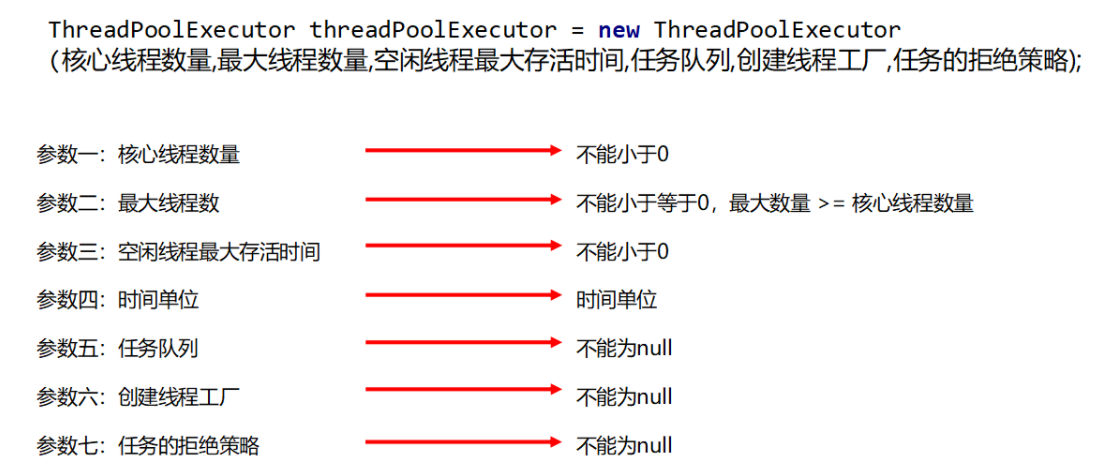 ThreadPoolExecutor threadPoolExecutor = new ThreadPoolExecutor
(核心线程数量,最大线程数量,空闲线程最大存活时间,任务队列,创建线程工厂,任务的拒绝策略);
参数一：核心线程数量 不能小于0
参数二：最大线程数 不能小于等于0，最大数量 >= 核心线程数量
参数三：空闲线程最大存活时间 不能小于0
参数四：时间单位 时间单位
参数五：任务队列 不能为null
参数六：创建线程工厂 不能为null
参数七：任务的拒绝策略 不能为null